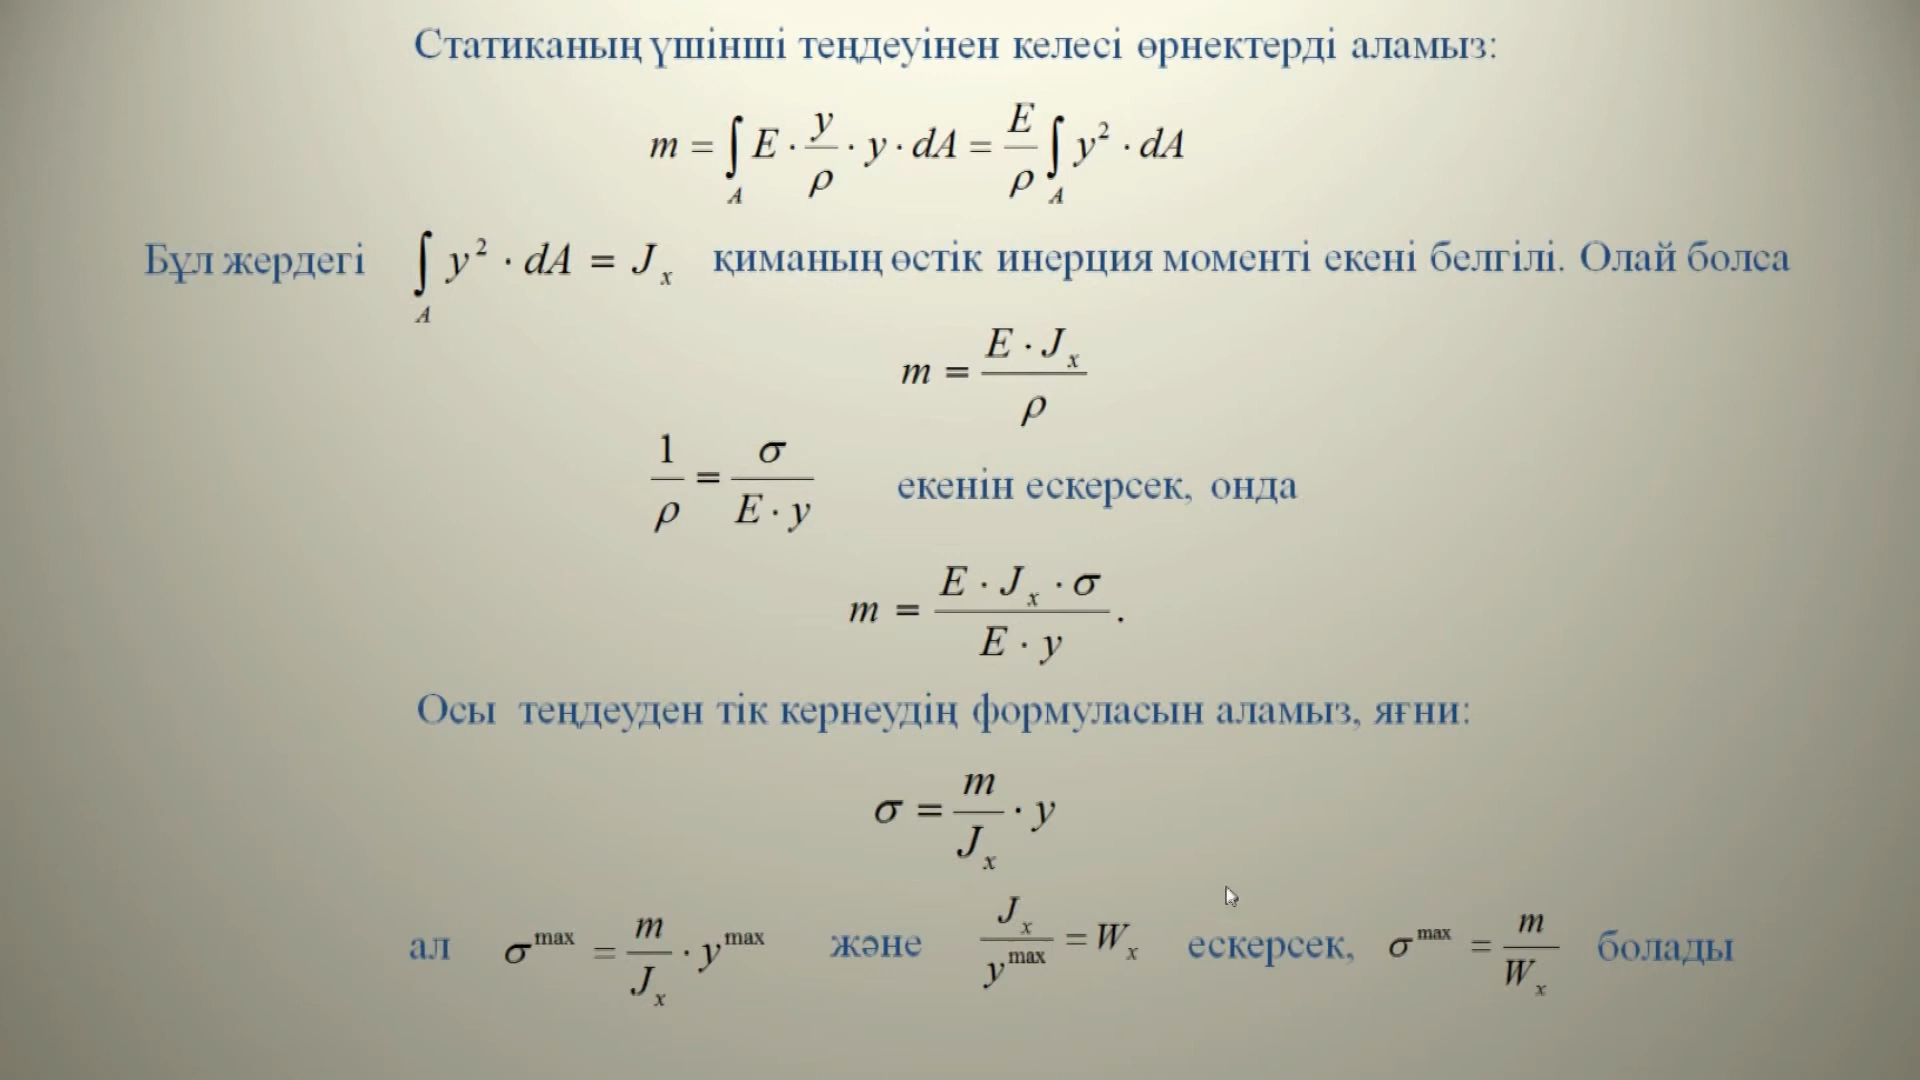 Статиканың үшінші теңдеуінен келесі өрнектерді аламыз:
m = ∫_A E · y/ρ · y · dA = E/ρ ∫_A y² · dA
Бұл жердегі ∫_A y² · dA = J_x қиманың өстік инерция моменті екені белгілі. Олай болса
m = (E · J_x)/ρ
1/ρ = σ/(E · y) екенін ескерсек, онда
m = (E · J_x · σ)/(E · y).
Осы теңдеуден тік кернеудің формуласын аламыз, яғни:
σ = m/J_x · y
ал σ^max = m/J_x · y^max және J_x/y^max = W_x ескерсек, σ^max = m/W_x болады